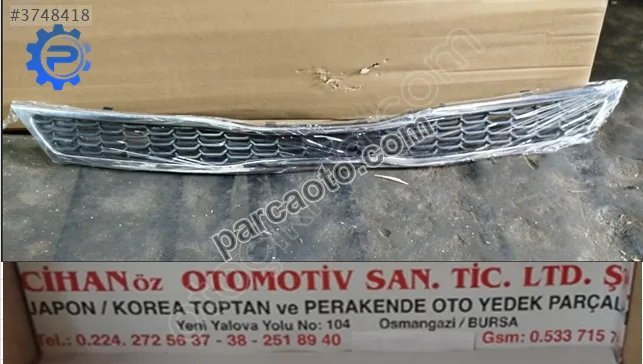 #3748418
P
parcaoto.com
CİHANöz OTOMOTİV SAN. TİC. LTD. Ş
JAPON / KOREA TOPTAN ve PERAKENDE OTO YEDEK PARÇAL
Yeni Yalova Yolu No: 104 Osmangazi / BURSA
Tel.: 0.224. 272 56 37 - 38 - 251 89 40 Gsm: 0.533 715